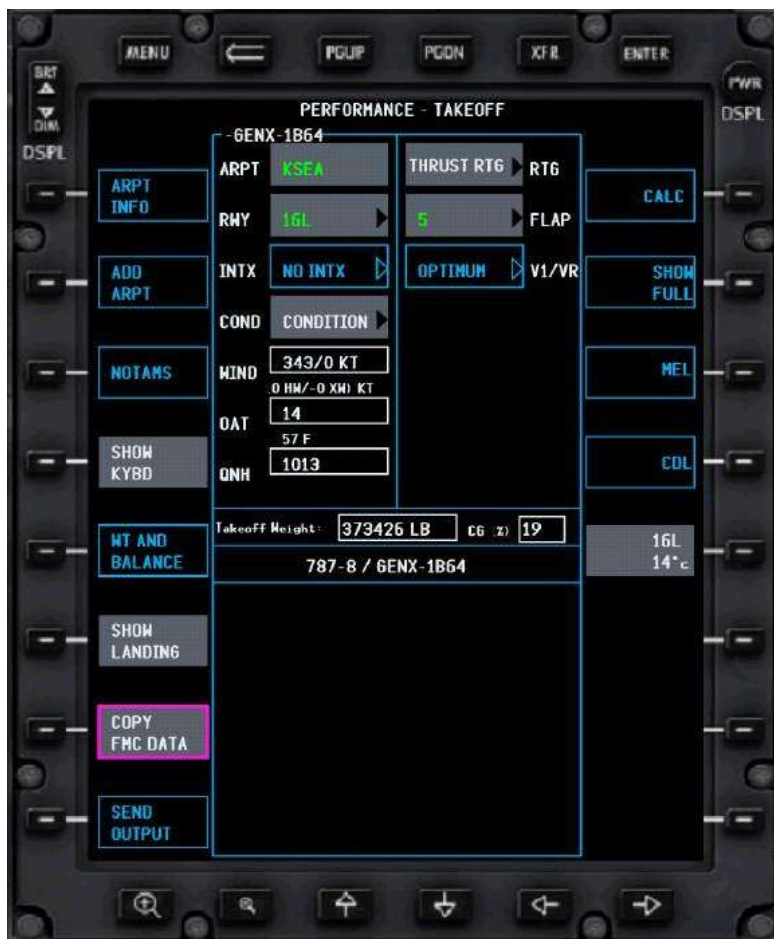 MENU PGUP PGDN XFR ENTER
BRT
DIM
DSPL
PWR
DSPL
PERFORMANCE - TAKEOFF
- -GENX-1B64
ARPT
INFO
ADD
ARPT
NOTAMS
SHOW
KYBD
WT AND
BALANCE
SHOW
LANDING
COPY
FMC DATA
SEND
OUTPUT
ARPT KSEA
RWY 16L
INTX NO INTX
COND CONDITION
WIND 343/0 KT
0 HW/-0 XW) KT
OAT 14
57 F
QNH 1013
THRUST RTG RTG
5 FLAP
OPTIMUM V1/VR
Takeoff Weight: 373426 LB CG %) 19
787-8 / GENX-1B64
CALC
SHOW
FULL
MEL
CDL
16L
14°c